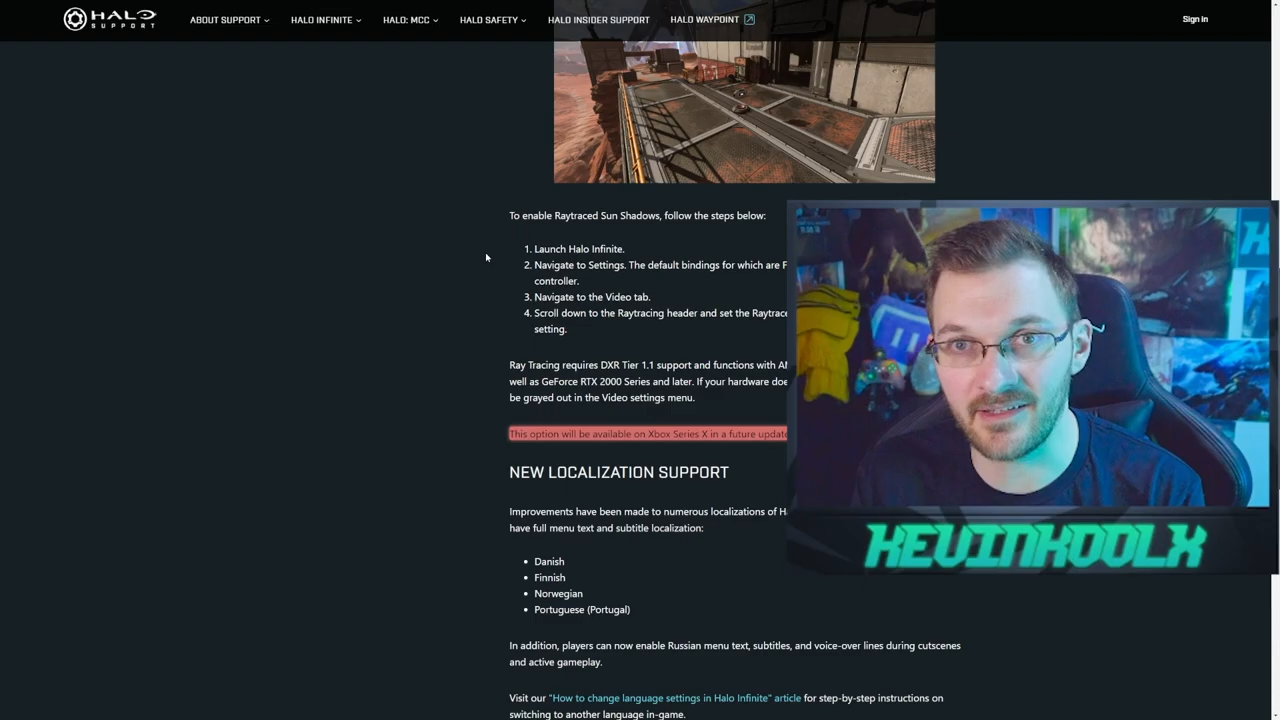 HALO
SUPPORT
ABOUT SUPPORT
HALO INFINITE
HALO: MCC
HALO SAFETY
HALO INSIDER SUPPORT
HALO WAYPOINT
Sign in
To enable Raytraced Sun Shadows, follow the steps below:
1. Launch Halo Infinite.
2. Navigate to Settings. The default bindings for which are F
controller.
3. Navigate to the Video tab.
4. Scroll down to the Raytracing header and set the Raytrace
setting.
Ray Tracing requires DXR Tier 1.1 support and functions with AM
well as GeForce RTX 2000 Series and later. If your hardware doe
be grayed out in the Video settings menu.
This option will be available on Xbox Series X in a future update
NEW LOCALIZATION SUPPORT
Improvements have been made to numerous localizations of Ha
have full menu text and subtitle localization:
• Danish
• Finnish
• Norwegian
• Portuguese (Portugal)
KEVINKOOLX
In addition, players can now enable Russian menu text, subtitles, and voice-over lines during cutscenes
and active gameplay.
Visit our "How to change language settings in Halo Infinite" article for step-by-step instructions on
switching to another language in-game.